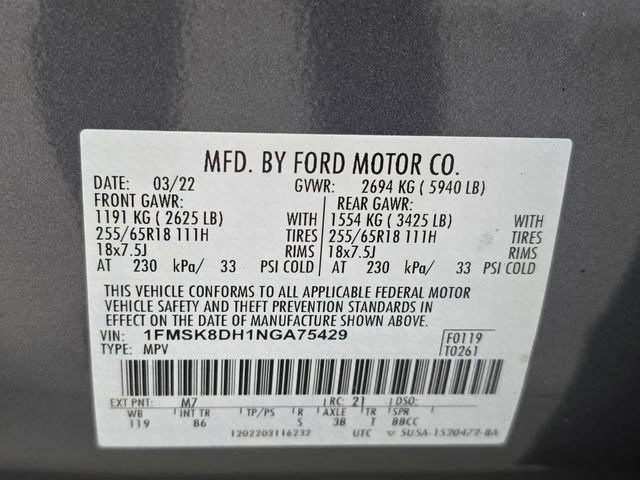 MFD. BY FORD MOTOR CO.
DATE: 03/22 GVWR: 2694 KG ( 5940 LB)
FRONT GAWR: REAR GAWR:
1191 KG ( 2625 LB) WITH 1554 KG ( 3425 LB) WITH
255/65R18 111H TIRES 255/65R18 111H TIRES
18x7.5J RIMS 18x7.5J RIMS
AT 230 kPa/ 33 PSI COLD AT 230 kPa/ 33 PSI COLD
THIS VEHICLE CONFORMS TO ALL APPLICABLE FEDERAL MOTOR
VEHICLE SAFETY AND THEFT PREVENTION STANDARDS IN
EFFECT ON THE DATE OF MANUFACTURE SHOWN ABOVE.
VIN: 1FMSK8DH1NGA75429 F0119
TYPE: MPV T0261
EXT PNT: M7 RC: 21 DSO:
WB INT TR TP/PS R AXLE TR SPR
119 86 S 3B T BBCC
1202203116232 UTC 5U5A-1520472-BA